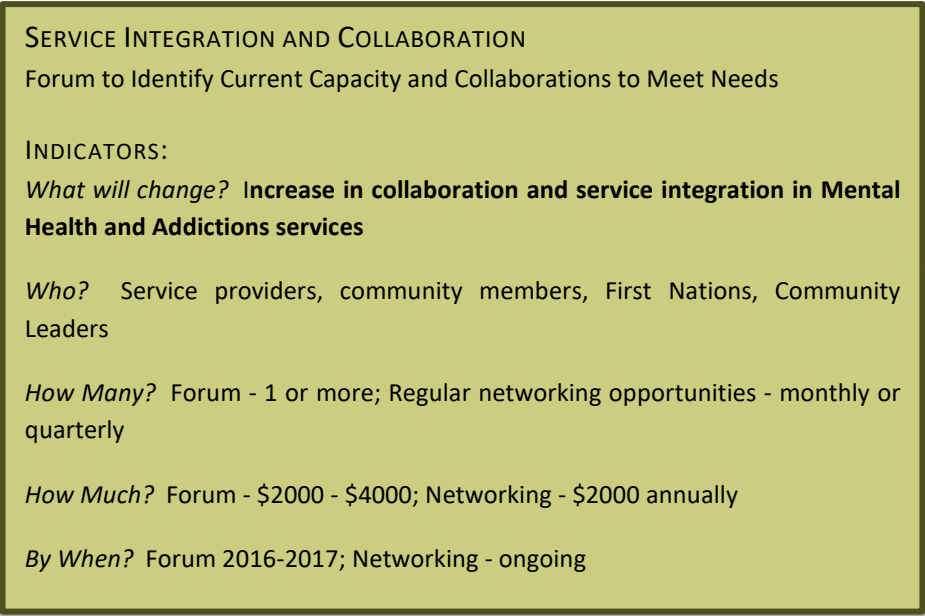 SERVICE INTEGRATION AND COLLABORATION
Forum to Identify Current Capacity and Collaborations to Meet Needs
INDICATORS:
What will change? Increase in collaboration and service integration in Mental
Health and Addictions services
Who? Service providers, community members, First Nations, Community
Leaders
How Many? Forum - 1 or more; Regular networking opportunities - monthly or
quarterly
How Much? Forum - $2000 - $4000; Networking - $2000 annually
By When? Forum 2016-2017; Networking - ongoing